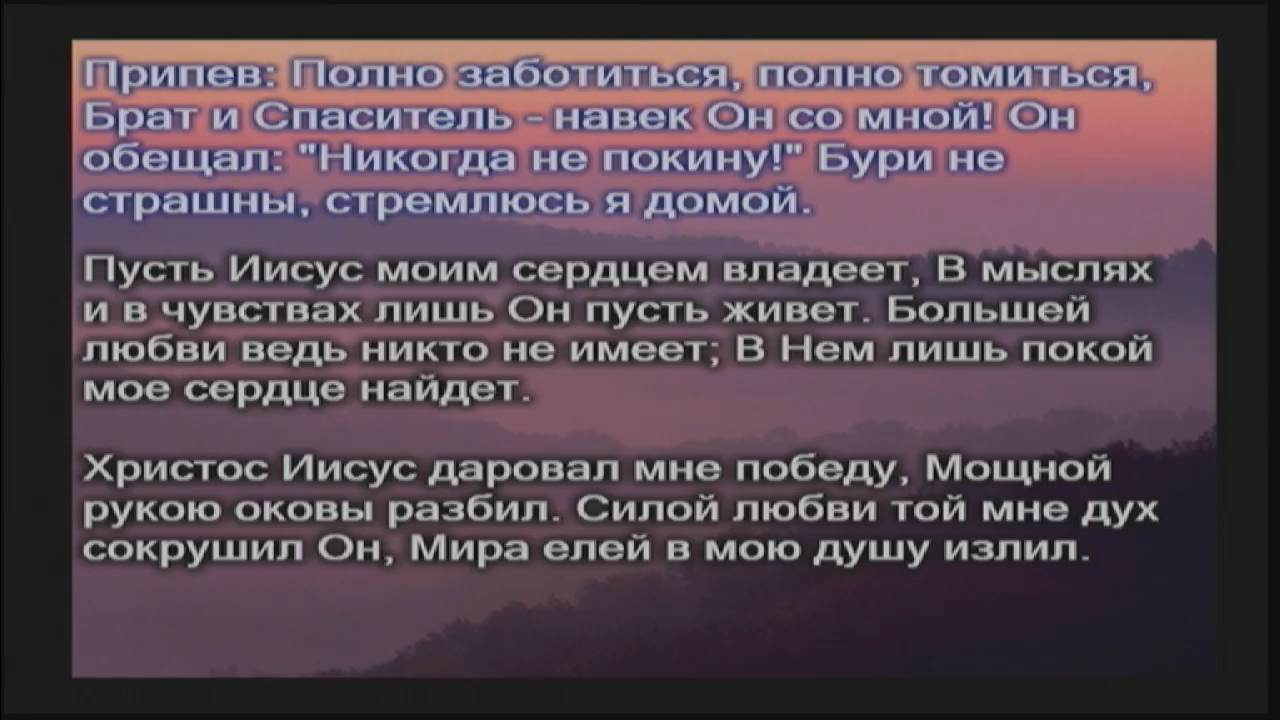 Припев: Полно заботиться, полно томиться,
Брат и Спаситель - навек Он со мной! Он
обещал: "Никогда не покину!" Бури не
страшны, стремлюсь я домой.
Пусть Иисус моим сердцем владеет, В мыслях
и в чувствах лишь Он пусть живет. Большей
любви ведь никто не имеет; В Нем лишь покой
мое сердце найдет.
Христос Иисус даровал мне победу, Мощной
рукою оковы разбил. Силой любви той мне дух
сокрушил Он, Мира елей в мою душу излил.